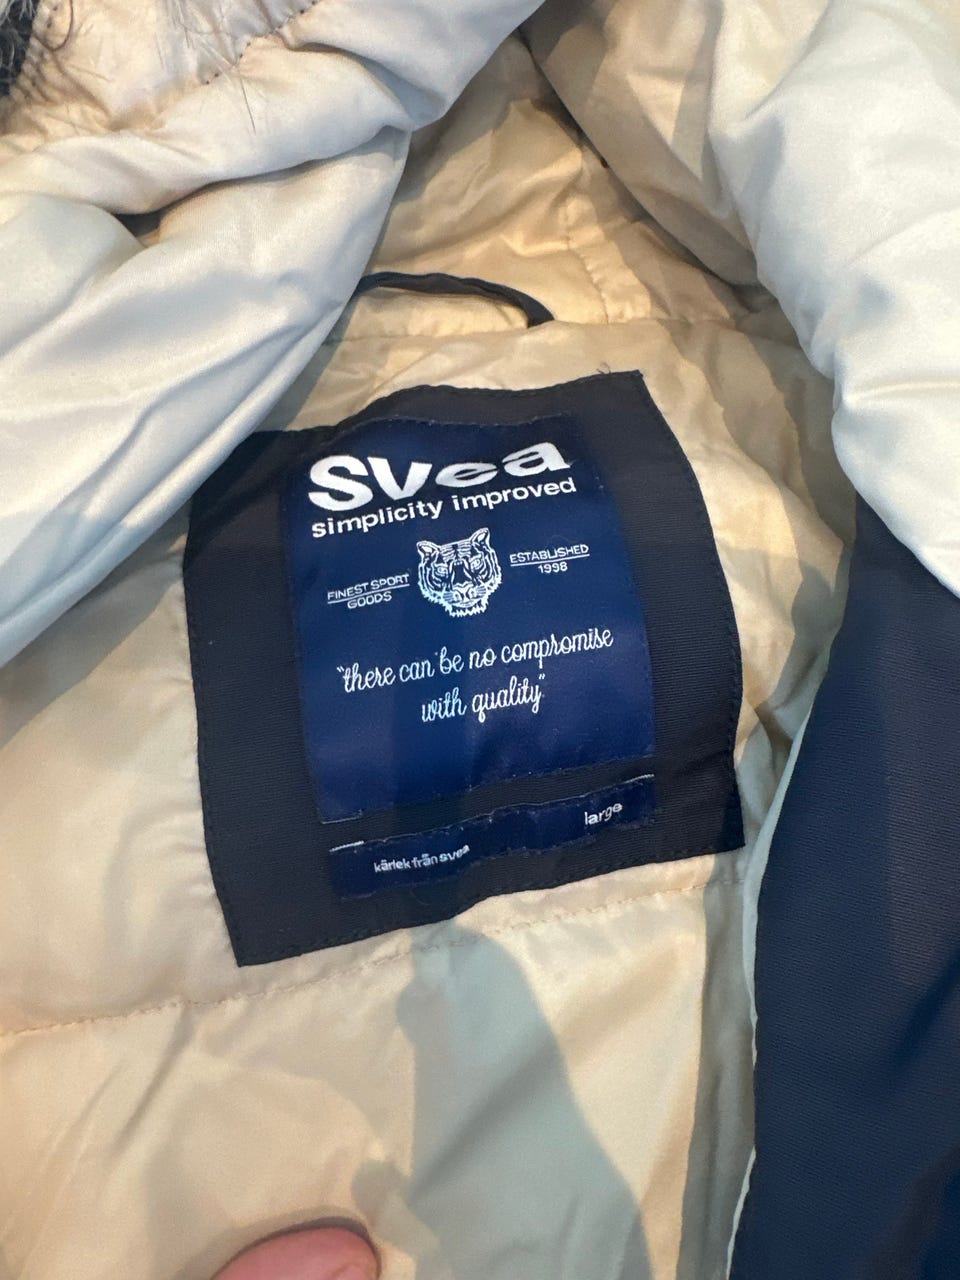 Svea
simplicity improved
FINEST SPORT
GOODS
ESTABLISHED
1998
"there can be no compromise
with quality"
large
kärlek från svea